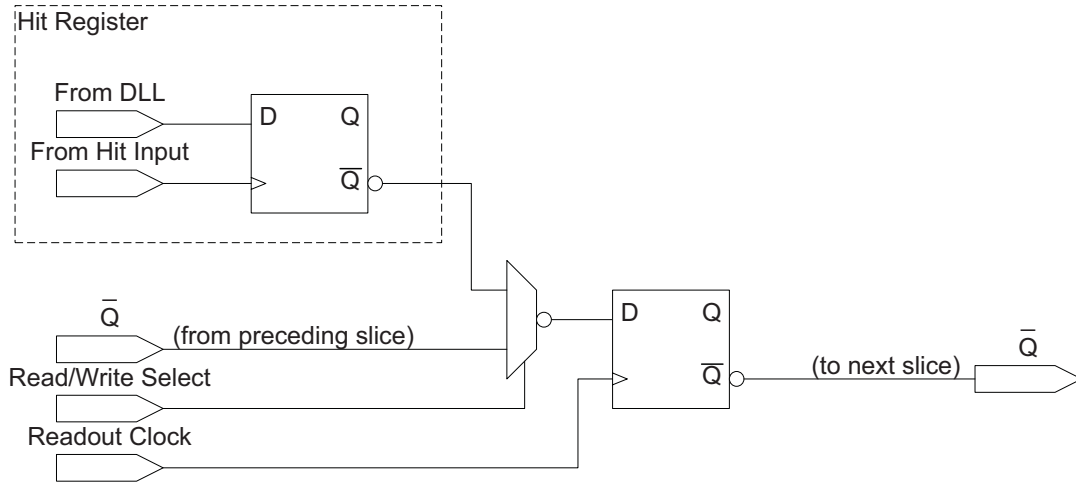 Hit Register
From DLL
D Q
From Hit Input
Q̅
Q̅
(from preceding slice)
D Q
Q̅
Read/Write Select
Q̅
(to next slice)
Readout Clock